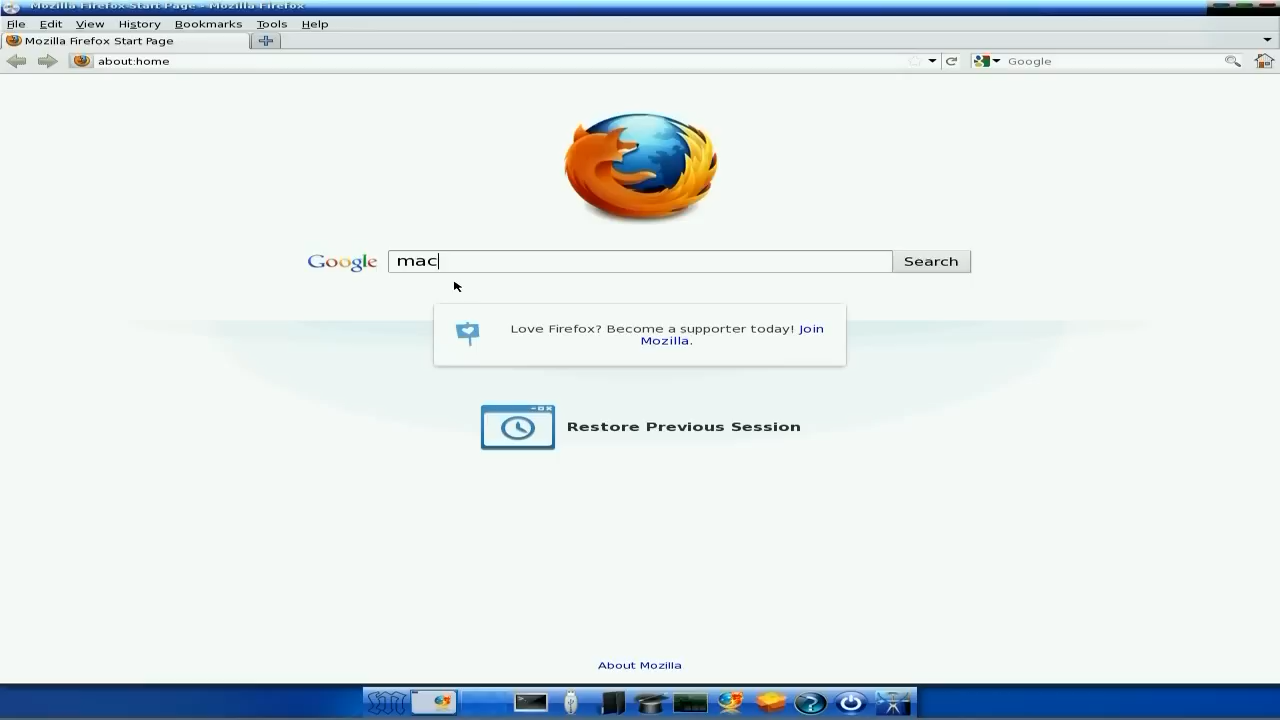 Mozilla Firefox Start Page - Mozilla Firefox
File Edit View History Bookmarks Tools Help
Mozilla Firefox Start Page
about:home
Google
Google mac Search
Love Firefox? Become a supporter today! Join
Mozilla.
Restore Previous Session
About Mozilla